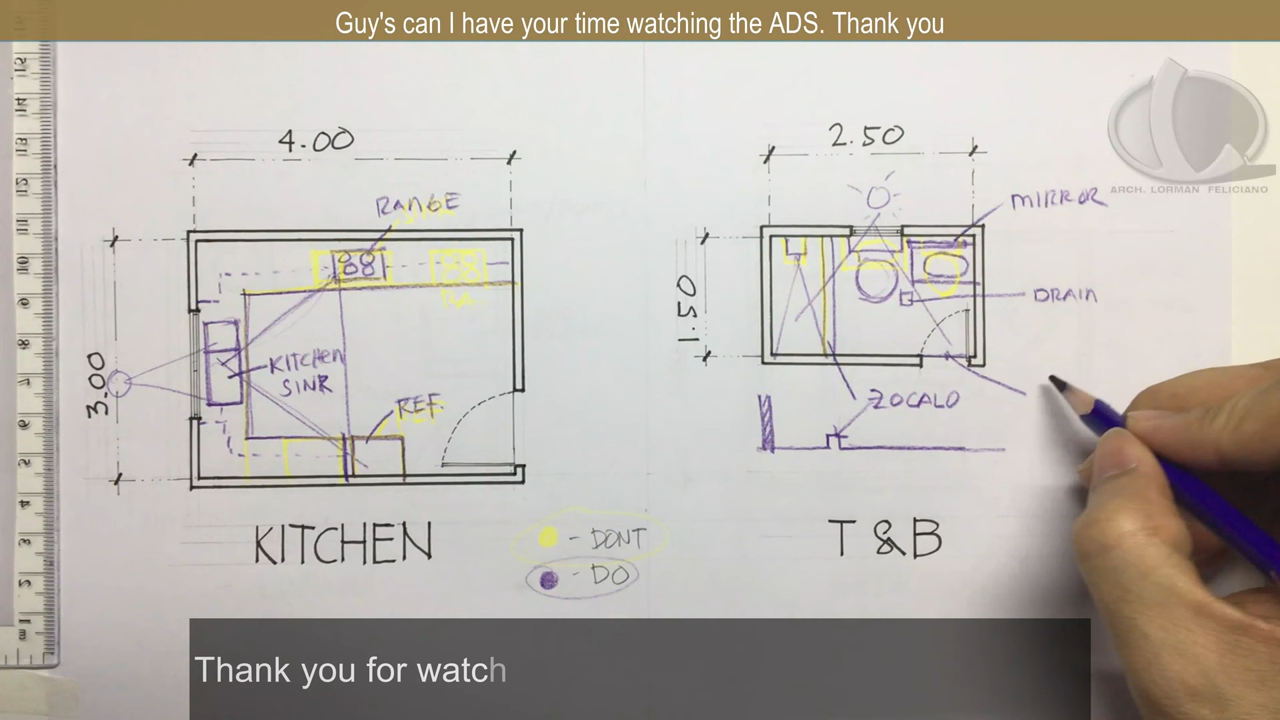 Guy's can I have your time watching the ADS. Thank you
4.00
2.50
ARCH. LORMAN FELICIANO
RANGE
MIRROR
3.00
1.50
DRAIN
KITCHEN
SINK
REF
ZOCALO
KITCHEN
T & B
- DONT
- DO
Thank you for watch